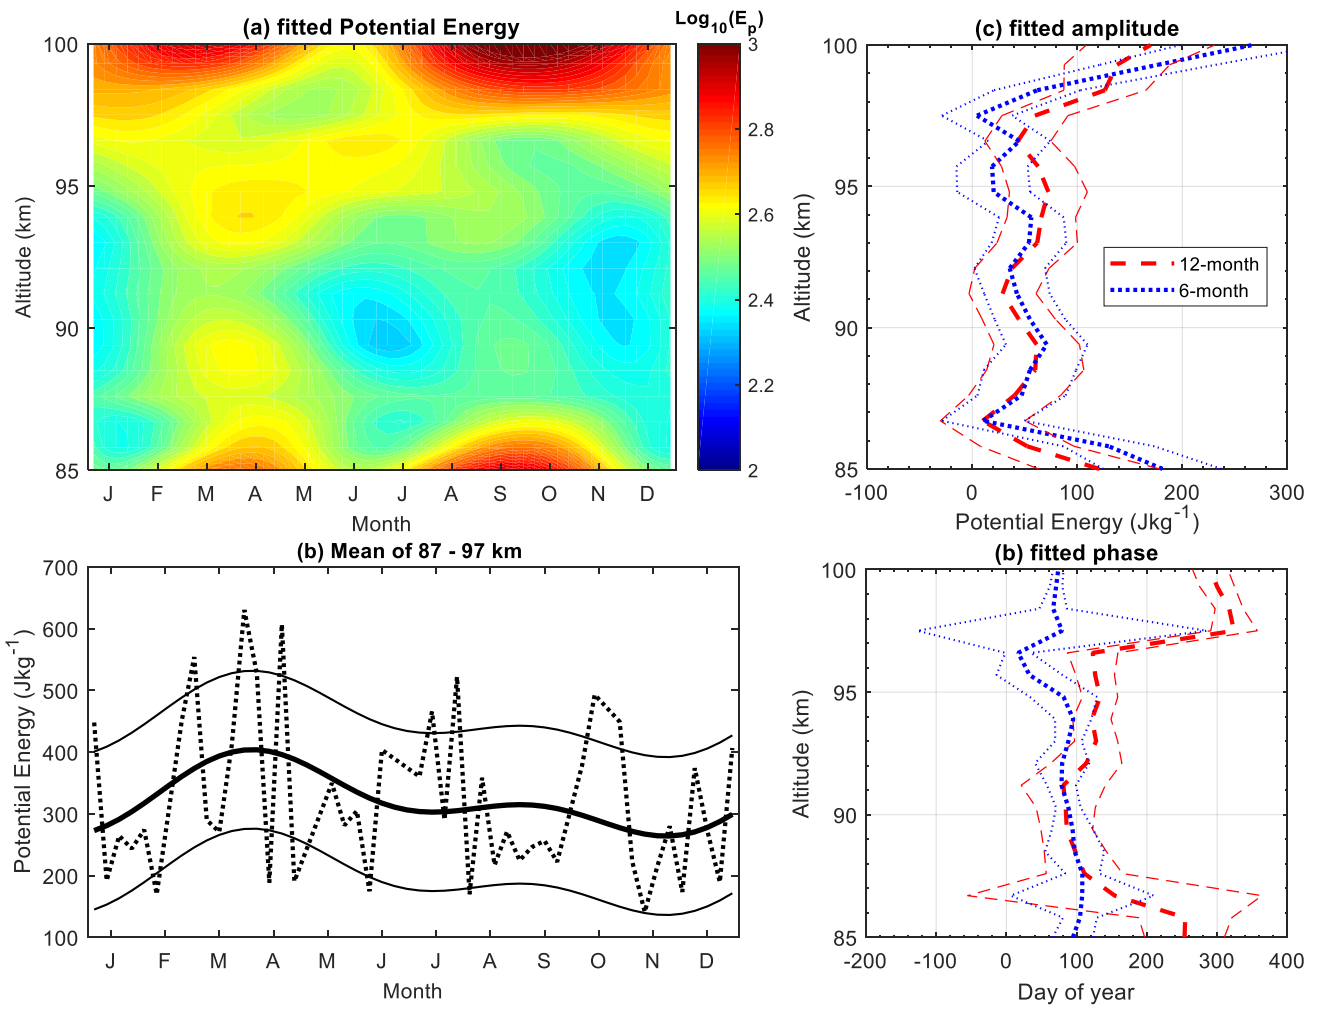 (a) fitted Potential Energy
Log10(Ep)
100
95
90
85
Altitude (km)
J F M A M J J A S O N D
Month
3
2.8
2.6
2.4
2.2
2
(c) fitted amplitude
100
95
90
85
Altitude (km)
12-month
6-month
-100 0 100 200 300
Potential Energy (Jkg-1)
(b) Mean of 87 - 97 km
700
600
500
400
300
200
100
Potential Energy (Jkg-1)
J F M A M J J A S O N D
Month
(b) fitted phase
100
95
90
85
Altitude (km)
-200 -100 0 100 200 300 400
Day of year